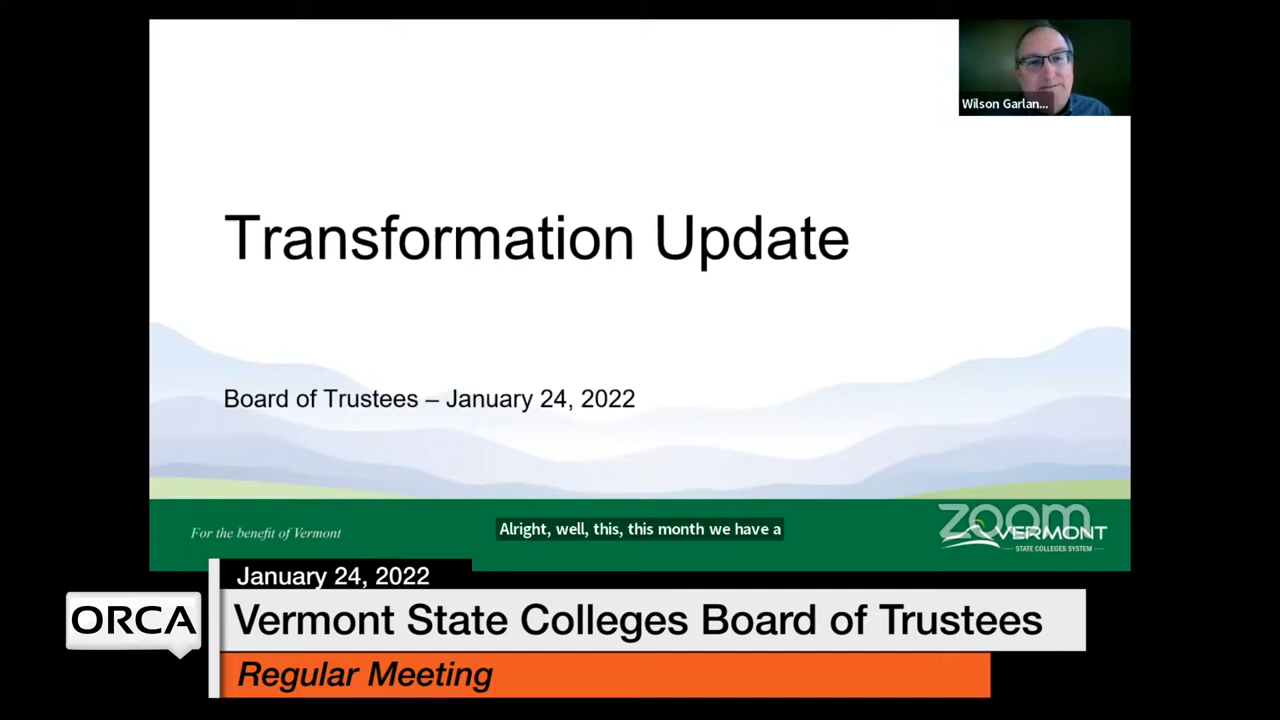 Wilson Garlan...
Transformation Update
Board of Trustees – January 24, 2022
For the benefit of Vermont
Alright, well, this, this month we have a
zoom
VERMONT
STATE COLLEGES SYSTEM
January 24, 2022
ORCA
Vermont State Colleges Board of Trustees
Regular Meeting